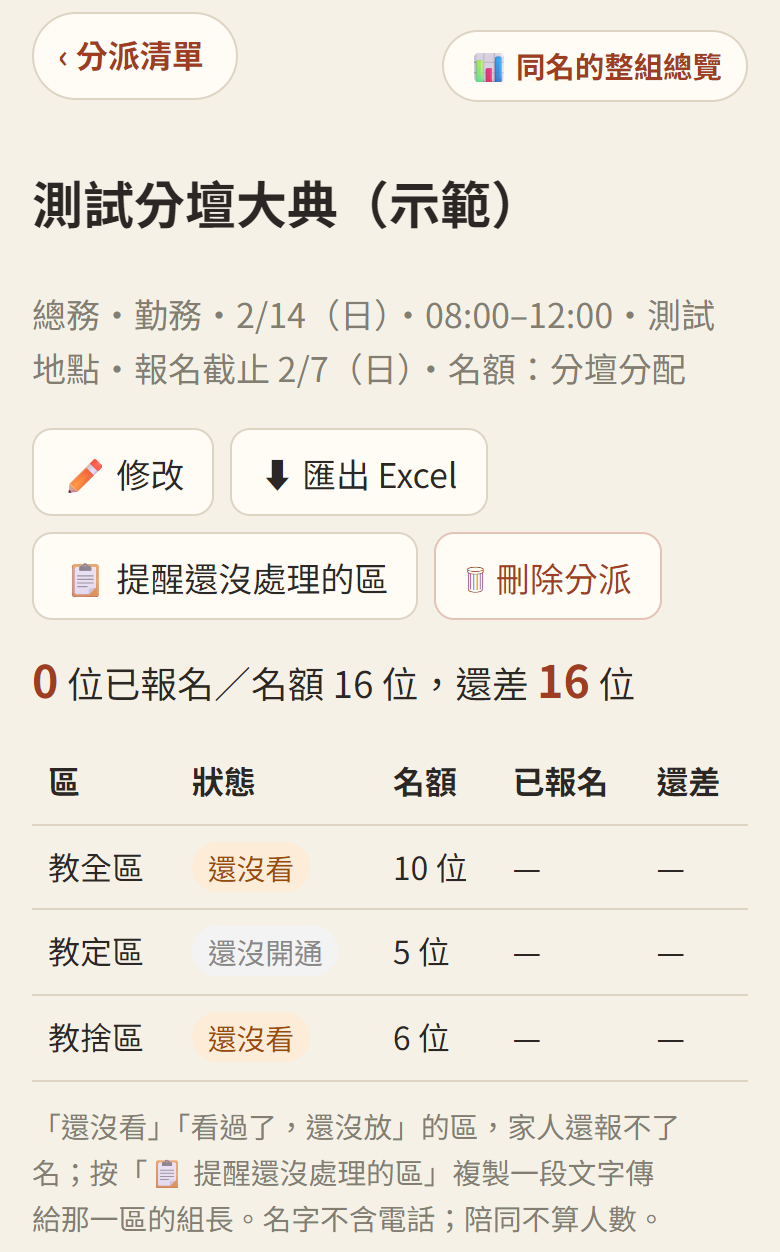 ‹ 分派清單
📊 同名的整組總覽
測試分壇大典（示範）
總務・勤務・2/14（日）・08:00–12:00・測試
地點・報名截止 2/7（日）・名額：分壇分配
✏️ 修改
⬇ 匯出 Excel
📋 提醒還沒處理的區
🗑 刪除分派
0 位已報名／名額 16 位，還差 16 位
區 狀態 名額 已報名 還差
教全區 還沒看 10 位 — —
教定區 還沒開通 5 位 — —
教捨區 還沒看 6 位 — —
「還沒看」「看過了，還沒放」的區，家人還報不了
名；按「📋 提醒還沒處理的區」複製一段文字傳
給那一區的組長。名字不含電話；陪同不算人數。